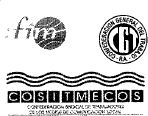 fim
CONFEDERACION GENERAL DEL TRABAJO
CGT
R.A.
COSITMECOS
CONFEDERACION SINDICAL DE TRABAJADORES
DE LOS MEDIOS DE COMUNICACION SOCIAL